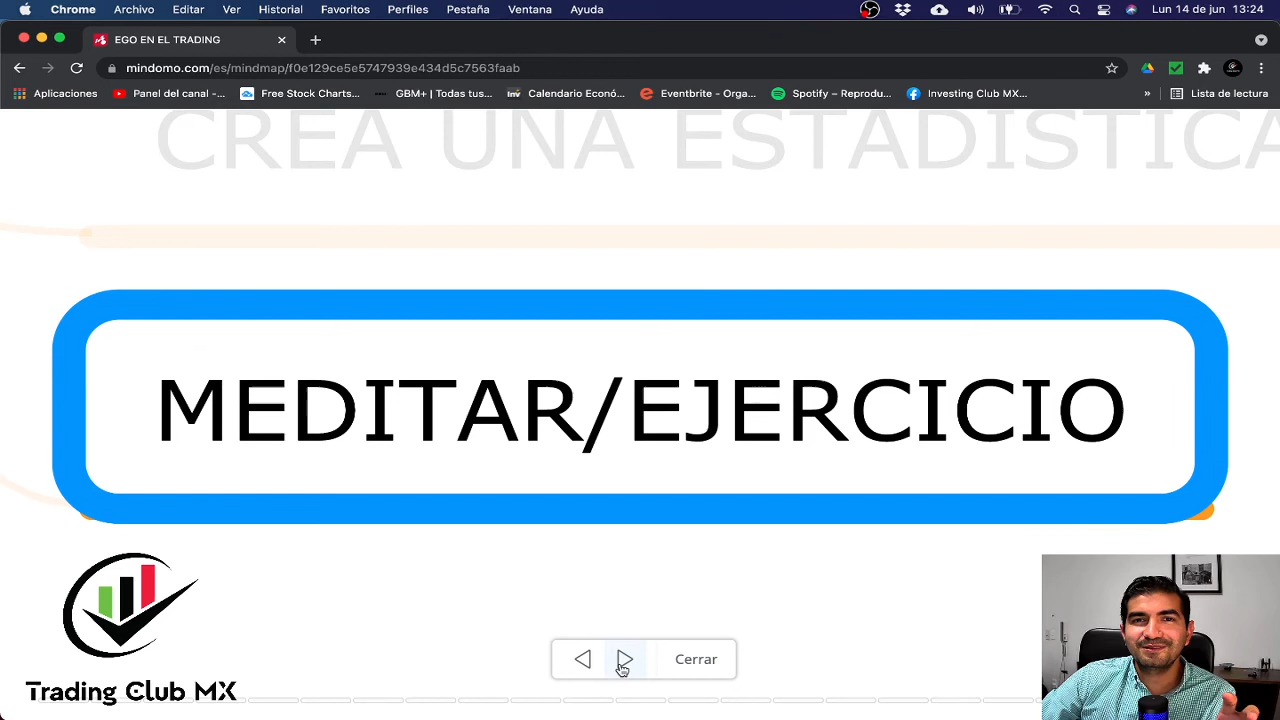 Chrome Archivo Editar Ver Historial Favoritos Perfiles Pestaña Ventana Ayuda Lun 14 de jun 13:24
EGO EN EL TRADING
mindomo.com/es/mindmap/f0e129ce5e5747939e434d5c7563faab
Aplicaciones Panel del canal -... Free Stock Charts... GBM+ | Todas tus... Calendario Econó... Eventbrite - Orga... Spotify – Reprodu... Investing Club MX... » Lista de lectura
CREA UNA ESTADISTICA
MEDITAR/EJERCICIO
Cerrar
Trading Club MX